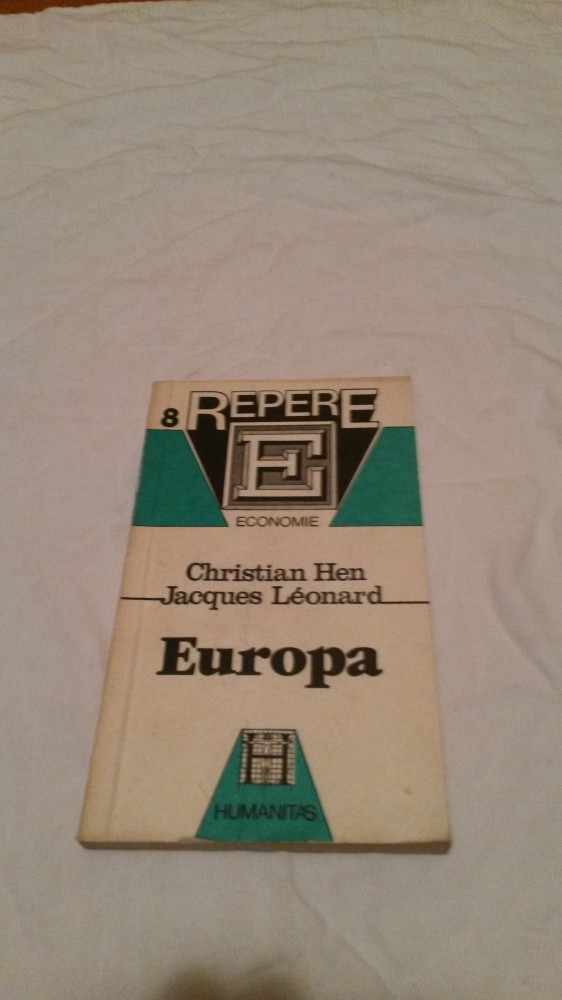 8 REPERE
E
ECONOMIE
Christian Hen
Jacques Léonard
Europa
H
HUMANITAS